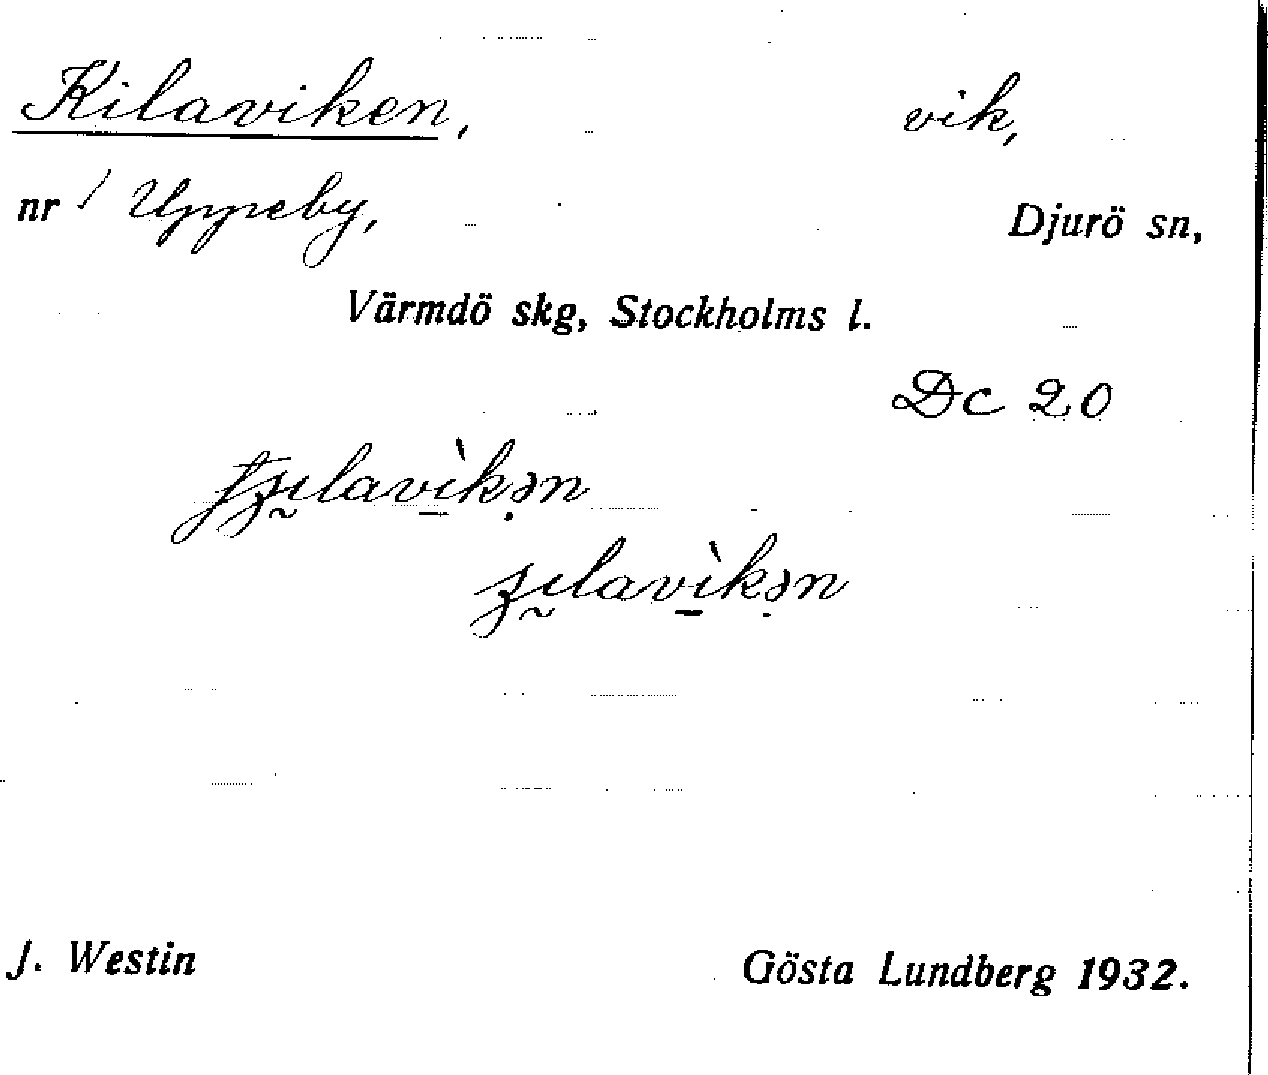 Kilaviken, vik,
nr 1 Uppeby, Djurö sn,
Värmdö skg, Stockholms l.
Dc 20
J. Westin Gösta Lundberg 1932.